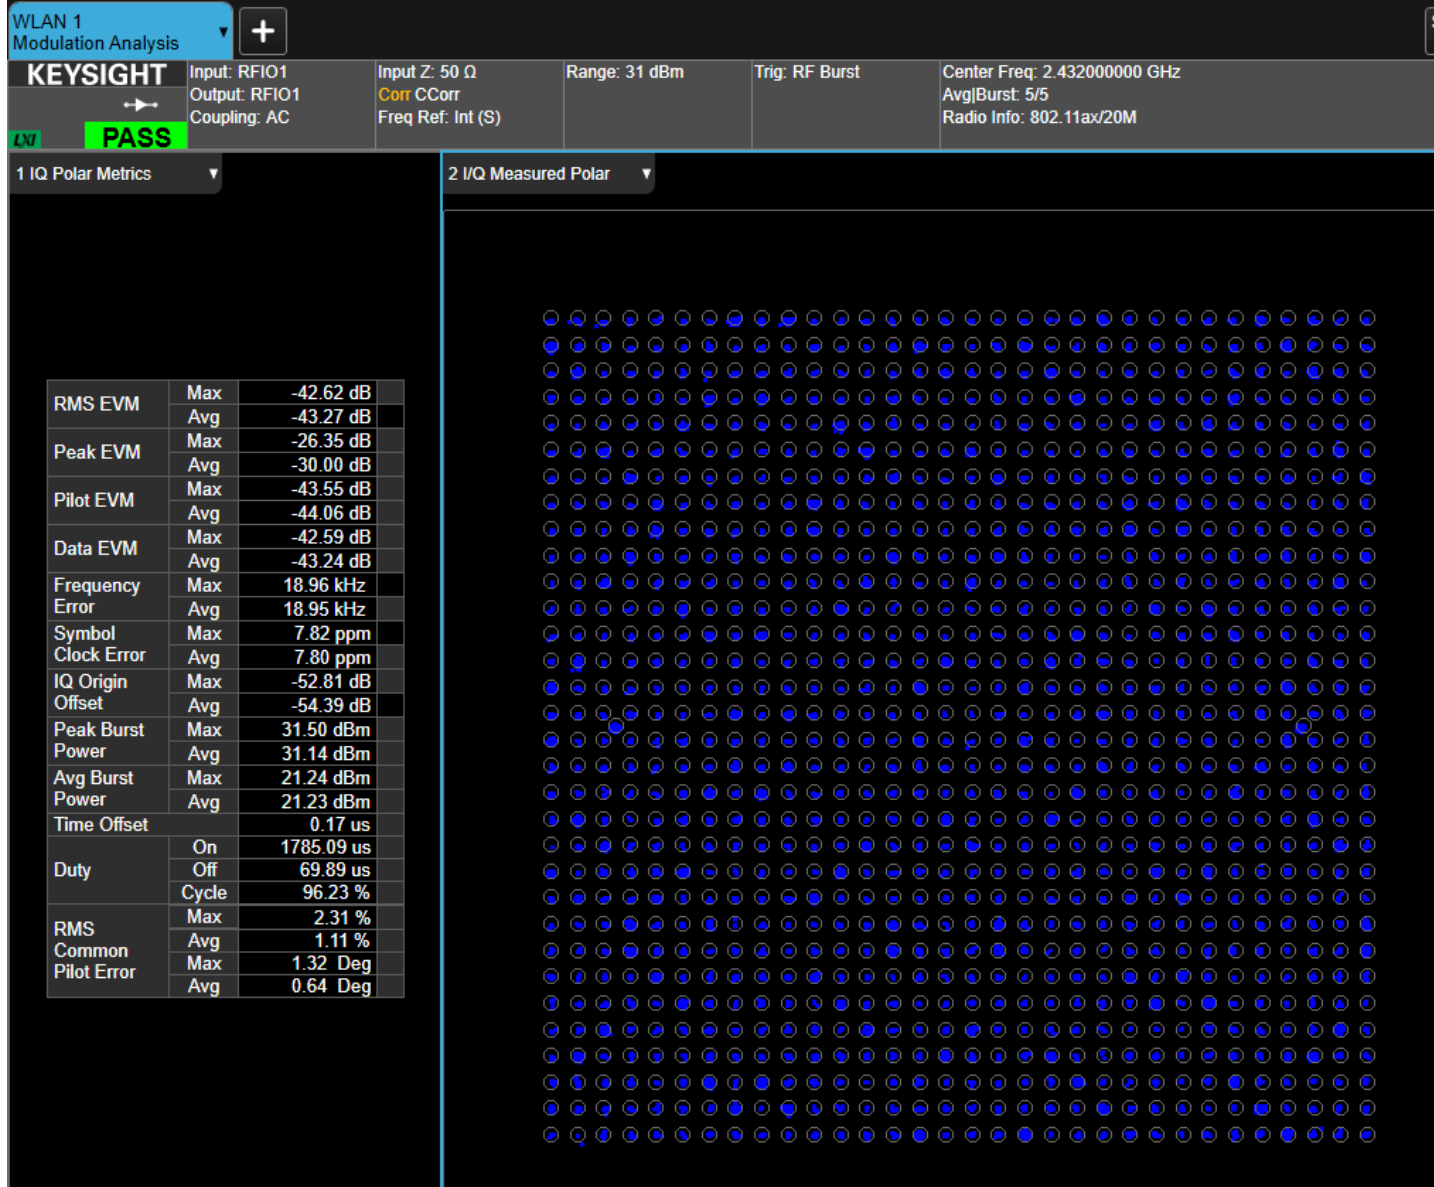 WLAN 1
Modulation Analysis
KEYSIGHT
LXI
PASS
Input: RFIO1
Output: RFIO1
Coupling: AC
Input Z: 50 Ω
Corr CCorr
Freq Ref: Int (S)
Range: 31 dBm
Trig: RF Burst
Center Freq: 2.432000000 GHz
Avg|Burst: 5/5
Radio Info: 802.11ax/20M
1 IQ Polar Metrics
2 I/Q Measured Polar
RMS EVM Max -42.62 dB
Avg -43.27 dB
Peak EVM Max -26.35 dB
Avg -30.00 dB
Pilot EVM Max -43.55 dB
Avg -44.06 dB
Data EVM Max -42.59 dB
Avg -43.24 dB
Frequency Max 18.96 kHz
Error Avg 18.95 kHz
Symbol Max 7.82 ppm
Clock Error Avg 7.80 ppm
IQ Origin Max -52.81 dB
Offset Avg -54.39 dB
Peak Burst Max 31.50 dBm
Power Avg 31.14 dBm
Avg Burst Max 21.24 dBm
Power Avg 21.23 dBm
Time Offset 0.17 us
Duty On 1785.09 us
Off 69.89 us
Cycle 96.23 %
RMS Common Pilot Error Max 2.31 %
Avg 1.11 %
Max 1.32 Deg
Avg 0.64 Deg